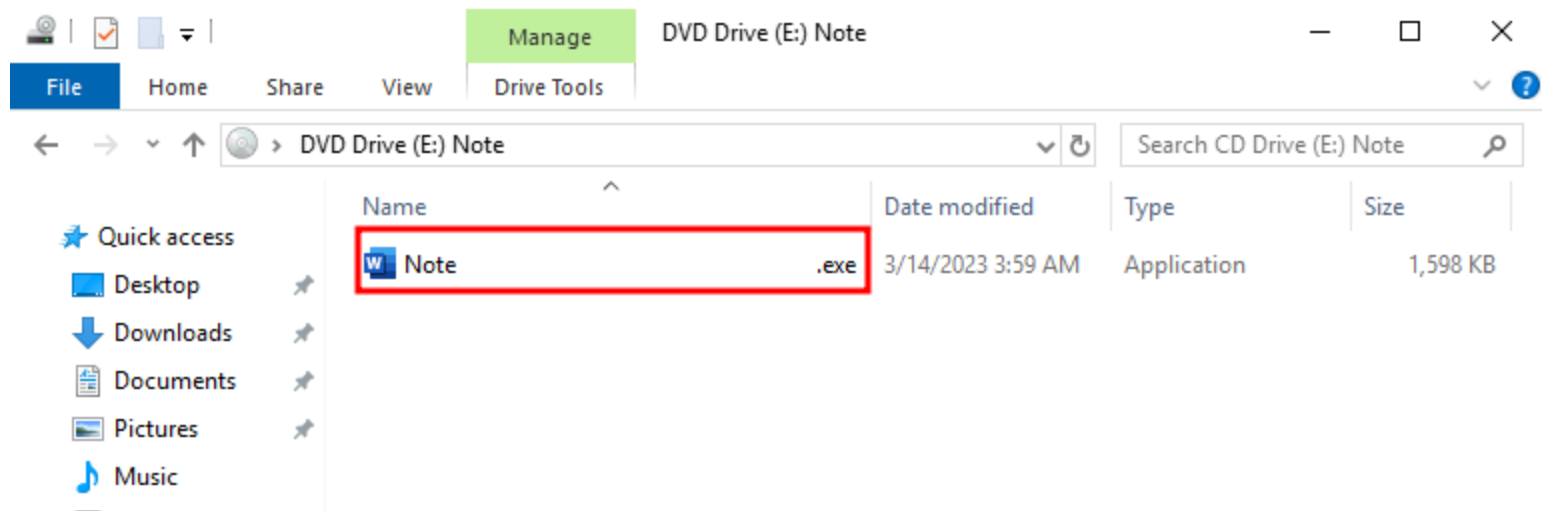 Manage DVD Drive (E:) Note
File Home Share View Drive Tools ?
DVD Drive (E:) Note Search CD Drive (E:) Note
Name Date modified Type Size
Quick access
W Note .exe 3/14/2023 3:59 AM Application 1,598 KB
Desktop
Downloads
Documents
Pictures
Music